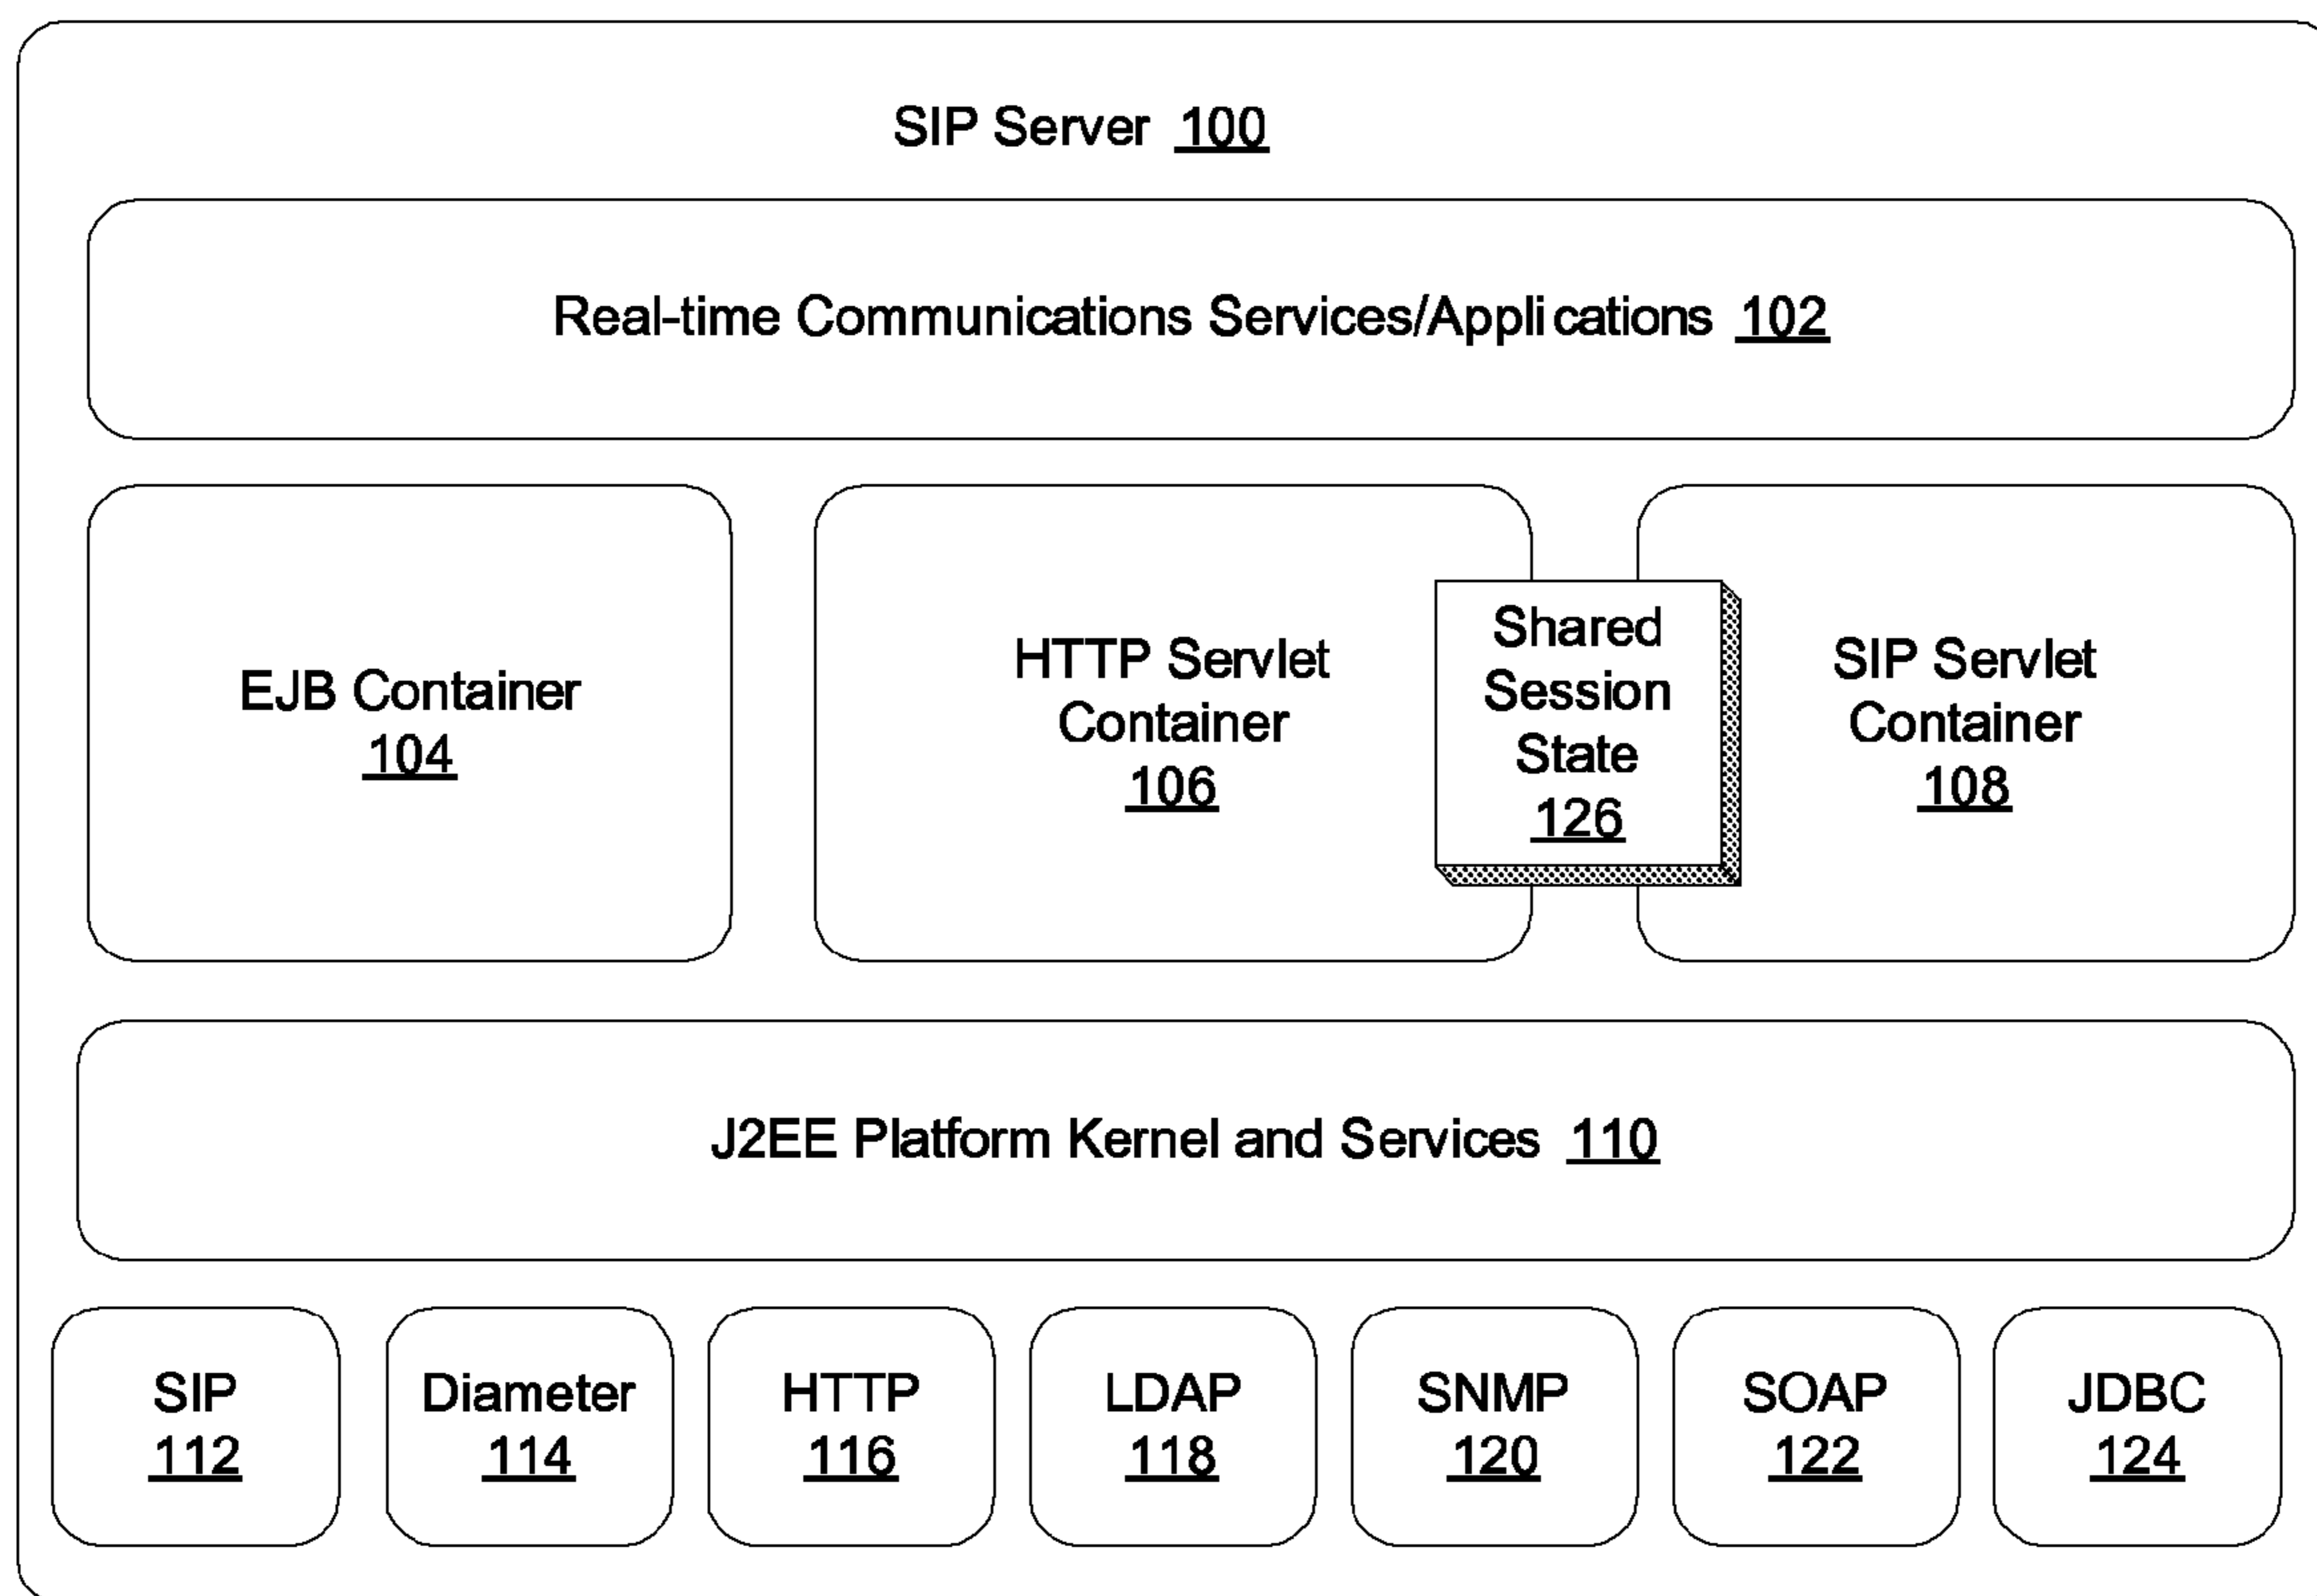 SIP Server 100
Real-time Communications Services/Applications 102
EJB Container
104
HTTP Servlet
Container
106
Shared
Session
State
126
SIP Servlet
Container
108
J2EE Platform Kernel and Services 110
SIP
112
Diameter
114
HTTP
116
LDAP
118
SNMP
120
SOAP
122
JDBC
124